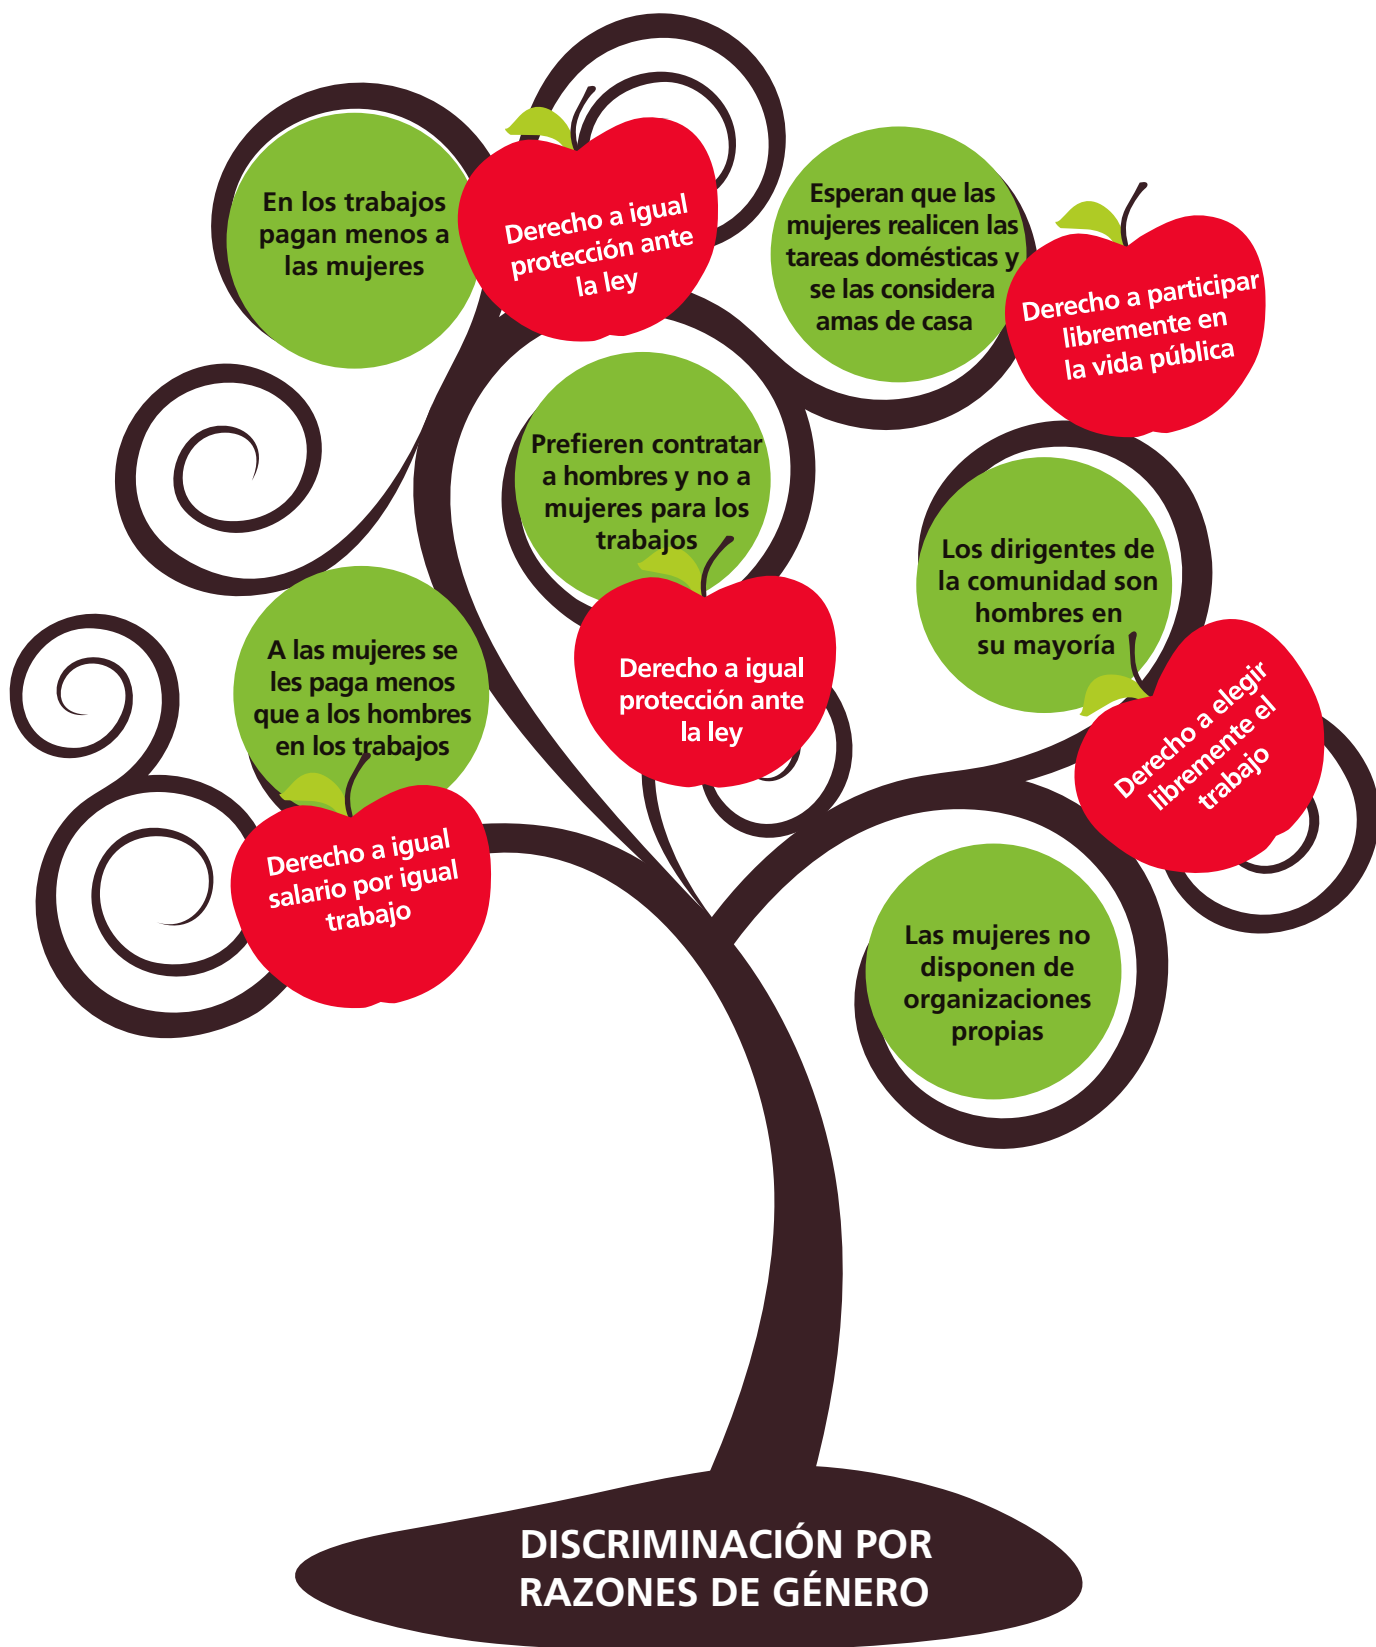 En los trabajos
pagan menos a
las mujeres
Derecho a igual
protección ante
la ley
Esperan que las
mujeres realicen las
tareas domésticas y
se las considera
amas de casa
Derecho a participar
libremente en
la vida pública
Prefieren contratar
a hombres y no a
mujeres para los
trabajos
Derecho a igual
protección ante
la ley
Los dirigentes de
la comunidad son
hombres en
su mayoría
Derecho a elegir
libremente el
trabajo
A las mujeres se
les paga menos
que a los hombres
en los trabajos
Derecho a igual
salario por igual
trabajo
Las mujeres no
disponen de
organizaciones
propias
DISCRIMINACIÓN POR
RAZONES DE GÉNERO